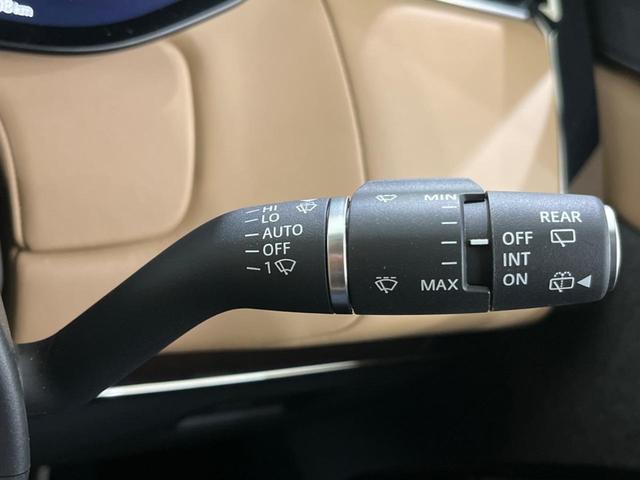 HI
LO
AUTO
OFF
1
MIN
MAX
REAR
OFF
INT
ON